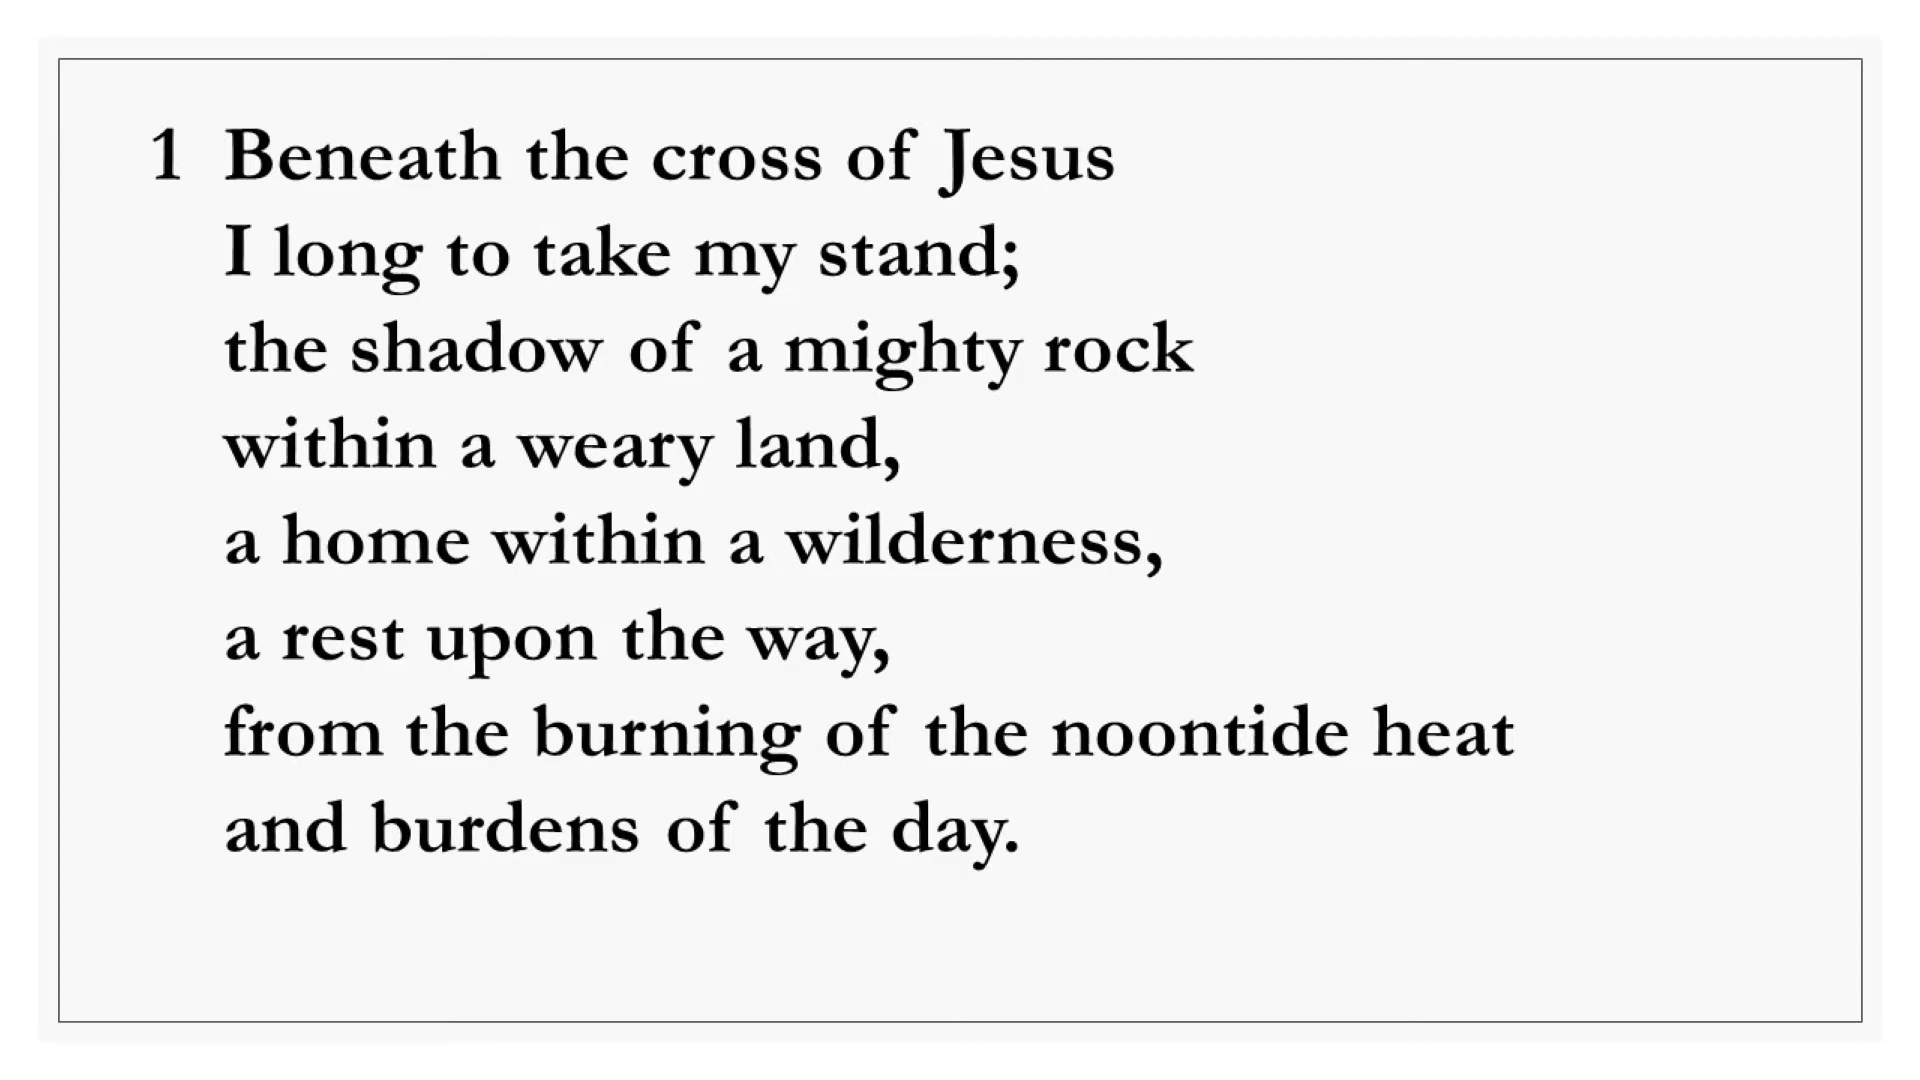 1 Beneath the cross of Jesus
I long to take my stand;
the shadow of a mighty rock
within a weary land,
a home within a wilderness,
a rest upon the way,
from the burning of the noontide heat
and burdens of the day.